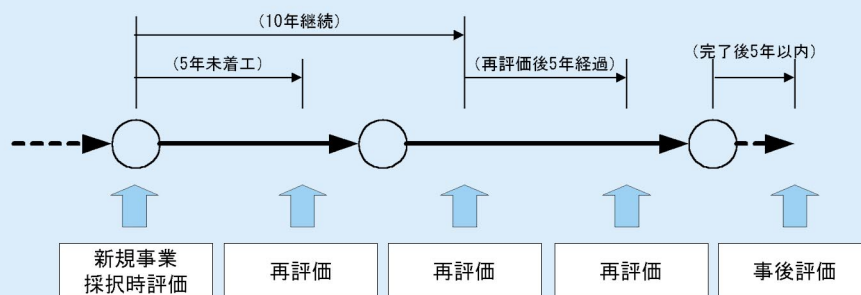 （10年継続）
（5年未着工）
（再評価後5年経過）
（完了後5年以内）
新規事業
採択時評価
再評価
再評価
再評価
事後評価